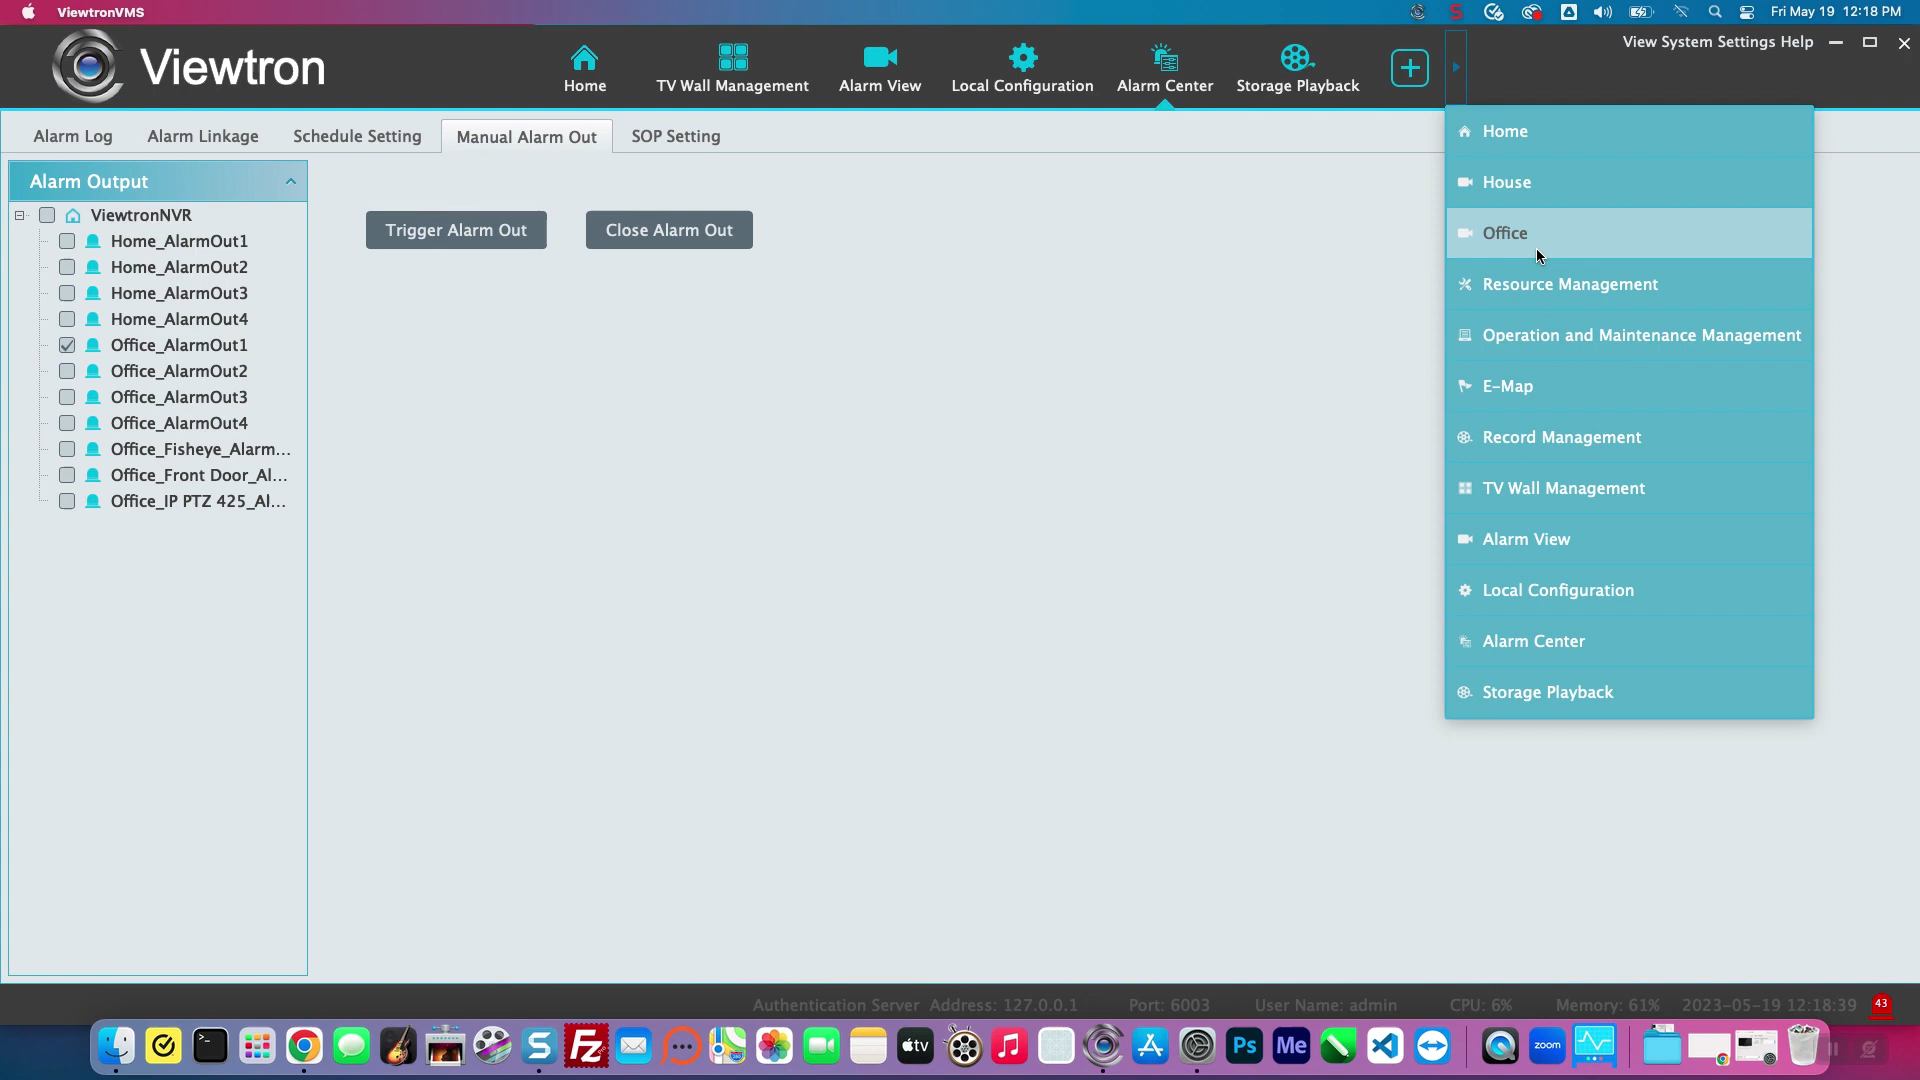 ViewtronVMS
Fri May 19 12:18 PM
Viewtron
Home
TV Wall Management
Alarm View
Local Configuration
Alarm Center
Storage Playback
View System Settings Help
Alarm Log
Alarm Linkage
Schedule Setting
Manual Alarm Out
SOP Setting
Alarm Output
ViewtronNVR
Home_AlarmOut1
Home_AlarmOut2
Home_AlarmOut3
Home_AlarmOut4
Office_AlarmOut1
Office_AlarmOut2
Office_AlarmOut3
Office_AlarmOut4
Office_Fisheye_Alarm...
Office_Front Door_Al...
Office_IP PTZ 425_Al...
Trigger Alarm Out
Close Alarm Out
Home
House
Office
Resource Management
Operation and Maintenance Management
E-Map
Record Management
TV Wall Management
Alarm View
Local Configuration
Alarm Center
Storage Playback
Authentication Server Address: 127.0.0.1 Port: 6003 User Name: admin CPU: 6% Memory: 61% 2023-05-19 12:18:39 43
Fz
tv
Ps
Me
zoom